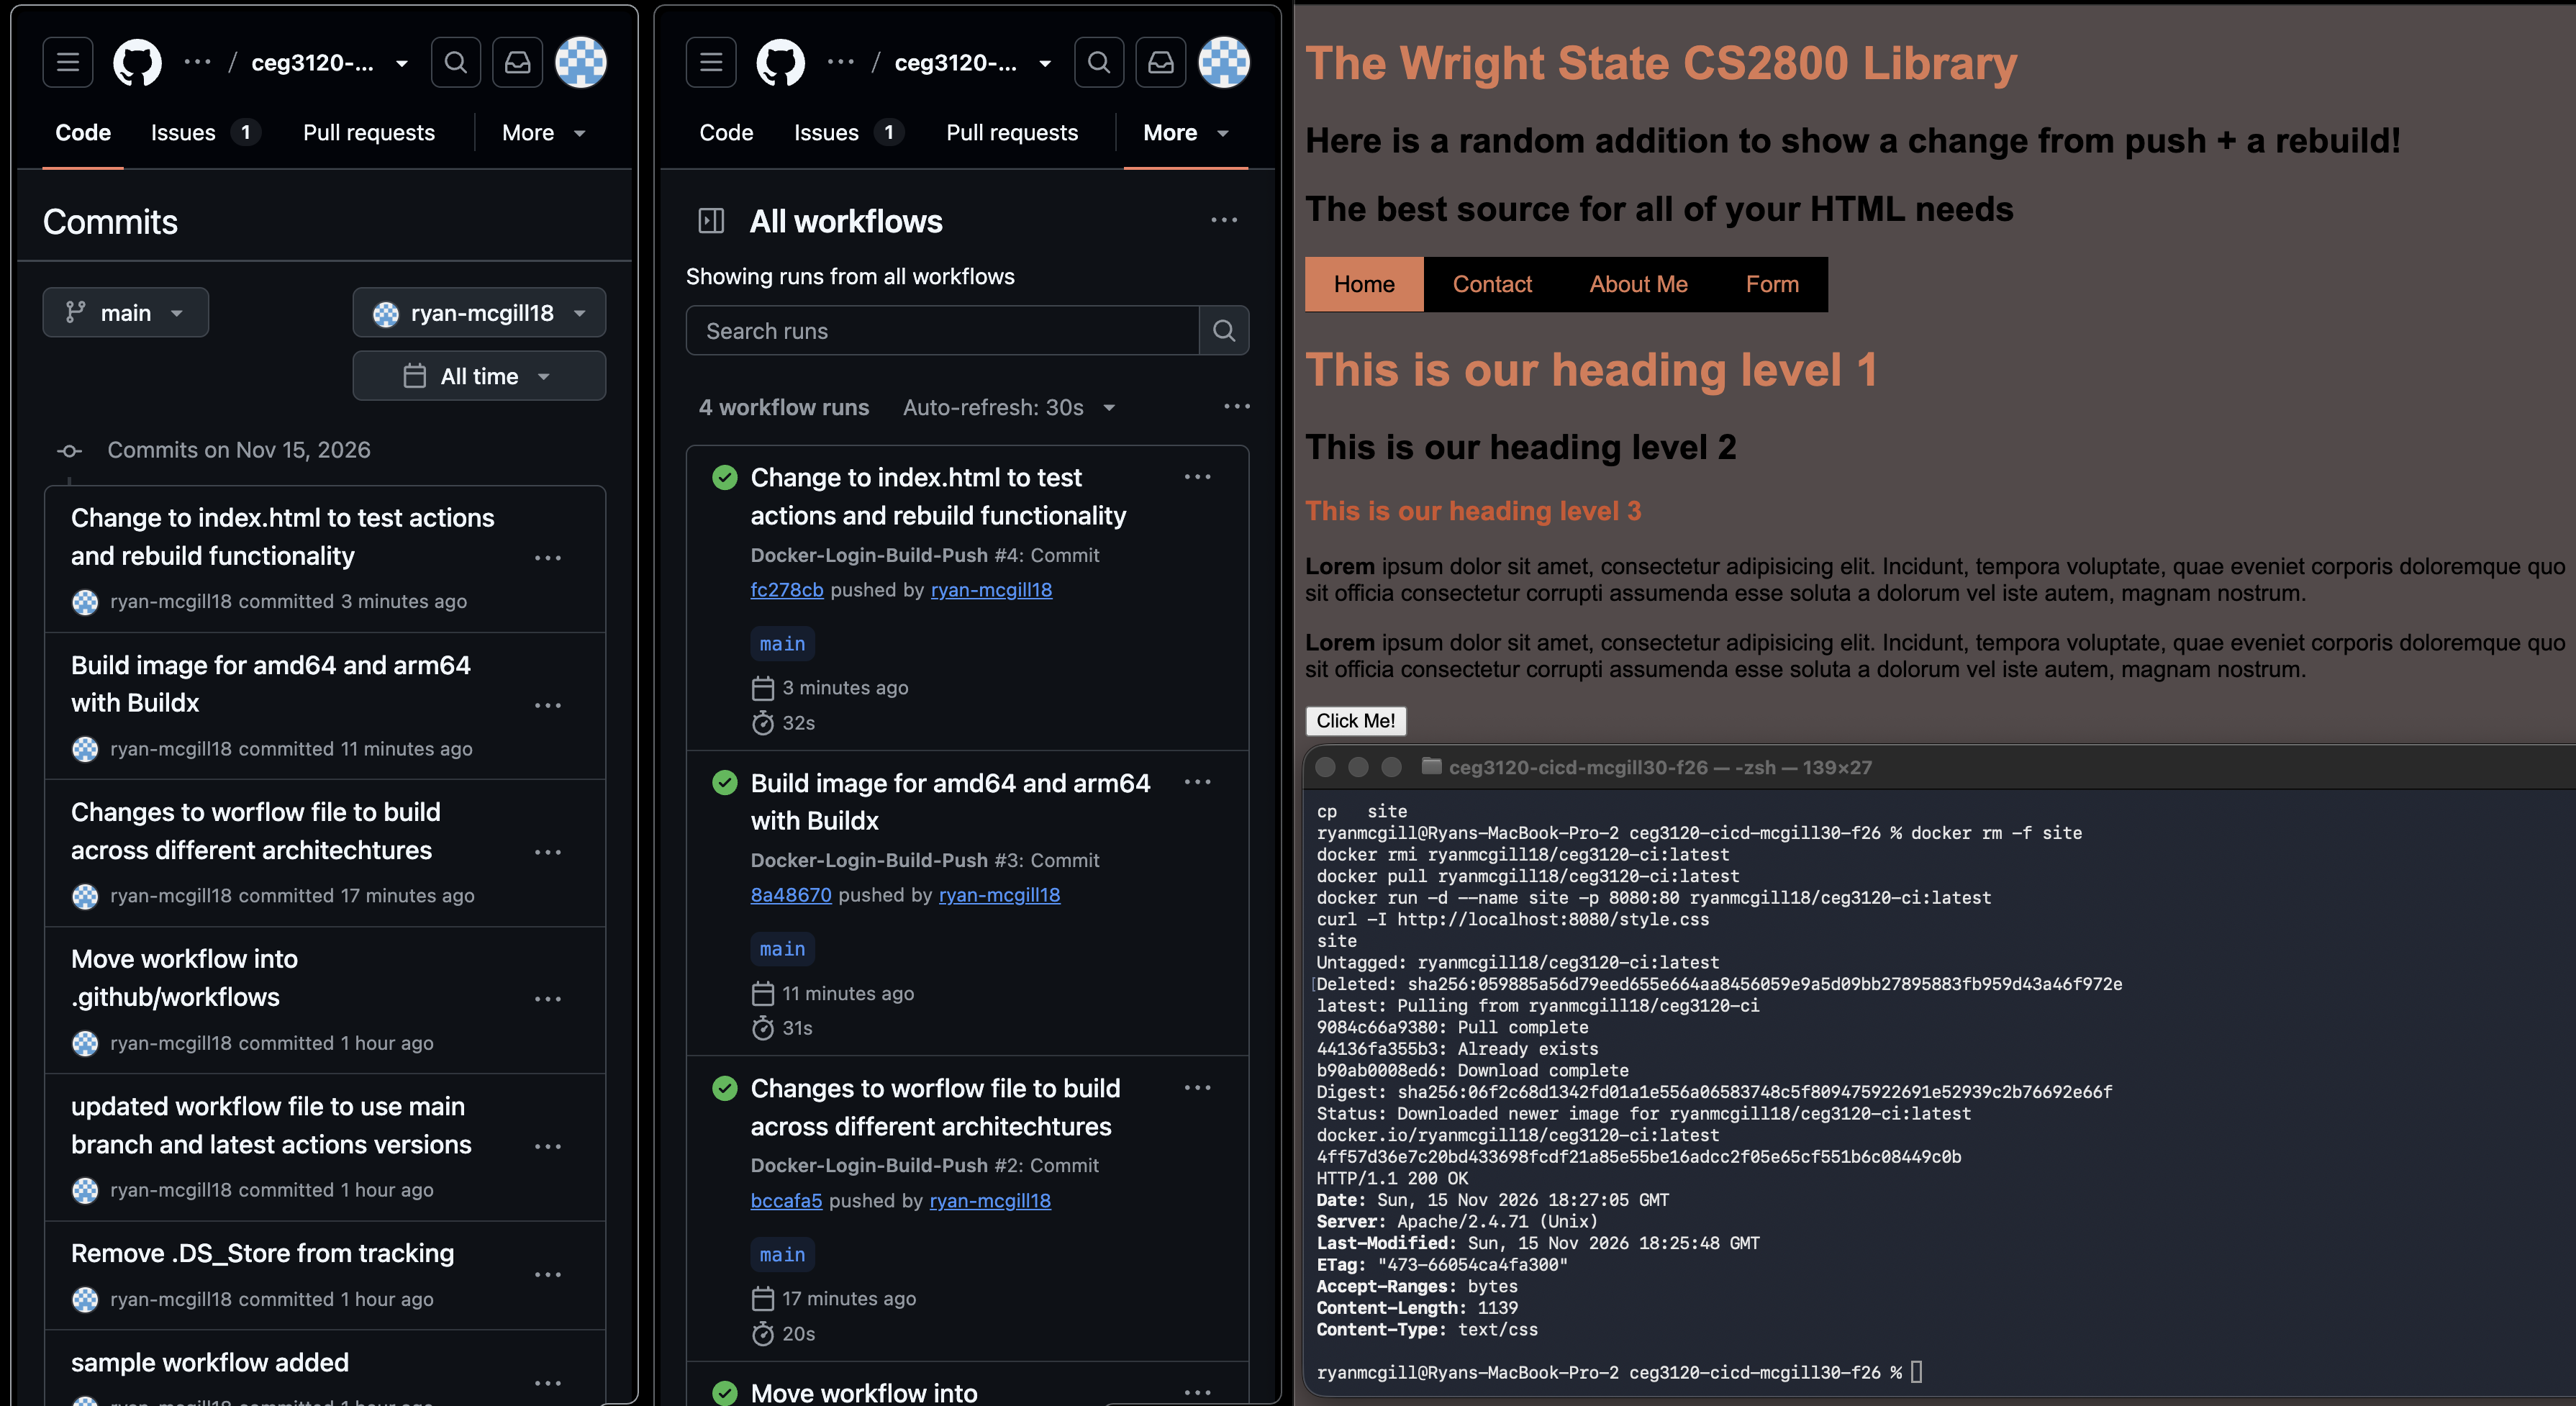 ... / ceg3120-...
Code Issues 1 Pull requests More
Commits
main ryan-mcgill18
All time
Commits on Nov 15, 2026
Change to index.html to test actions
and rebuild functionality
ryan-mcgill18 committed 3 minutes ago
Build image for amd64 and arm64
with Buildx
ryan-mcgill18 committed 11 minutes ago
Changes to worflow file to build
across different architechtures
ryan-mcgill18 committed 17 minutes ago
Move workflow into
.github/workflows
ryan-mcgill18 committed 1 hour ago
updated workflow file to use main
branch and latest actions versions
ryan-mcgill18 committed 1 hour ago
Remove .DS_Store from tracking
ryan-mcgill18 committed 1 hour ago
sample workflow added
... / ceg3120-...
Code Issues 1 Pull requests More
All workflows
Showing runs from all workflows
Search runs
4 workflow runs Auto-refresh: 30s
Change to index.html to test
actions and rebuild functionality
Docker-Login-Build-Push #4: Commit
fc278cb pushed by ryan-mcgill18
main
3 minutes ago
32s
Build image for amd64 and arm64
with Buildx
Docker-Login-Build-Push #3: Commit
8a48670 pushed by ryan-mcgill18
main
11 minutes ago
31s
Changes to worflow file to build
across different architechtures
Docker-Login-Build-Push #2: Commit
bccafa5 pushed by ryan-mcgill18
main
17 minutes ago
20s
Move workflow into
The Wright State CS2800 Library
Here is a random addition to show a change from push + a rebuild!
The best source for all of your HTML needs
Home Contact About Me Form
This is our heading level 1
This is our heading level 2
This is our heading level 3
Lorem ipsum dolor sit amet, consectetur adipisicing elit. Incidunt, tempora voluptate, quae eveniet corporis doloremque quo
sit officia consectetur corrupti assumenda esse soluta a dolorum vel iste autem, magnam nostrum.
Lorem ipsum dolor sit amet, consectetur adipisicing elit. Incidunt, tempora voluptate, quae eveniet corporis doloremque quo
sit officia consectetur corrupti assumenda esse soluta a dolorum vel iste autem, magnam nostrum.
Click Me!
ceg3120-cicd-mcgill30-f26 — -zsh — 139×27
cp site
ryanmcgill@Ryans-MacBook-Pro-2 ceg3120-cicd-mcgill30-f26 % docker rm -f site
docker rmi ryanmcgill18/ceg3120-ci:latest
docker pull ryanmcgill18/ceg3120-ci:latest
docker run -d --name site -p 8080:80 ryanmcgill18/ceg3120-ci:latest
curl -I http://localhost:8080/style.css
site
Untagged: ryanmcgill18/ceg3120-ci:latest
Deleted: sha256:059885a56d79eed655e664aa8456059e9a5d09bb27895883fb959d43a46f972e
latest: Pulling from ryanmcgill18/ceg3120-ci
9084c66a9380: Pull complete
44136fa355b3: Already exists
b90ab0008ed6: Download complete
Digest: sha256:06f2c68d1342fd01a1e556a06583748c5f809475922691e52939c2b76692e66f
Status: Downloaded newer image for ryanmcgill18/ceg3120-ci:latest
docker.io/ryanmcgill18/ceg3120-ci:latest
4ff57d36e7c20bd433698fcdf21a85e55be16adcc2f05e65cf551b6c08449c0b
HTTP/1.1 200 OK
Date: Sun, 15 Nov 2026 18:27:05 GMT
Server: Apache/2.4.71 (Unix)
Last-Modified: Sun, 15 Nov 2026 18:25:48 GMT
ETag: "473-66054ca4fa300"
Accept-Ranges: bytes
Content-Length: 1139
Content-Type: text/css
ryanmcgill@Ryans-MacBook-Pro-2 ceg3120-cicd-mcgill30-f26 %